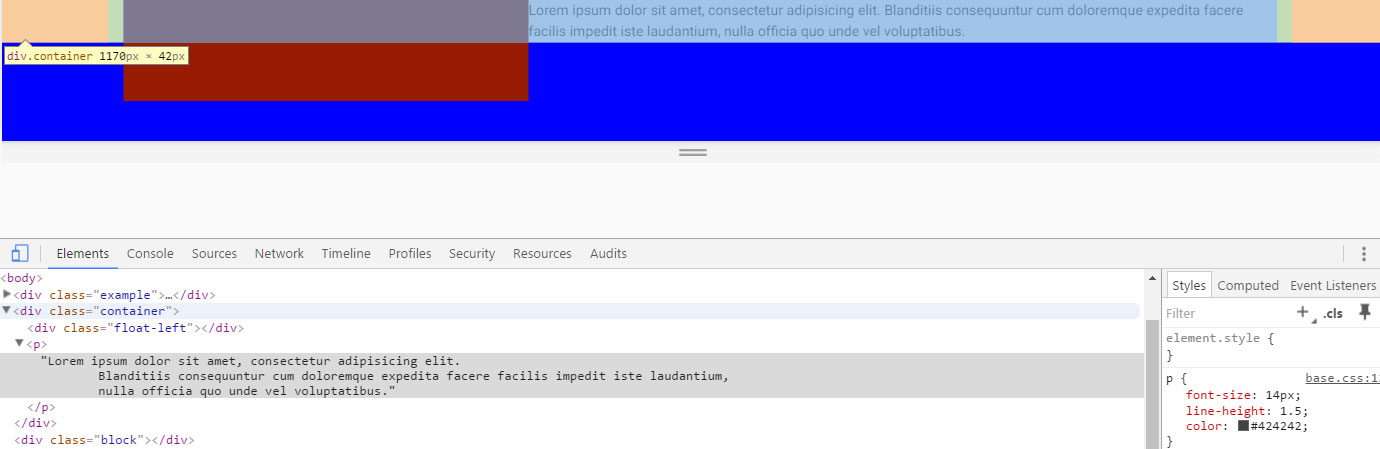 Lorem ipsum dolor sit amet, consectetur adipisicing elit. Blanditiis consequuntur cum doloremque expedita facere
facilis impedit iste laudantium, nulla officia quo unde vel voluptatibus.
div.container 1170px × 42px
Elements Console Sources Network Timeline Profiles Security Resources Audits
<body>
<div class="example">…</div>
<div class="container">
<div class="float-left"></div>
<p>
"Lorem ipsum dolor sit amet, consectetur adipisicing elit.
Blanditiis consequuntur cum doloremque expedita facere facilis impedit iste laudantium,
nulla officia quo unde vel voluptatibus."
</p>
</div>
<div class="block"></div>
Styles Computed Event Listeners
Filter + .cls
element.style {
}
p { base.css:11
font-size: 14px;
line-height: 1.5;
color: #424242;
}